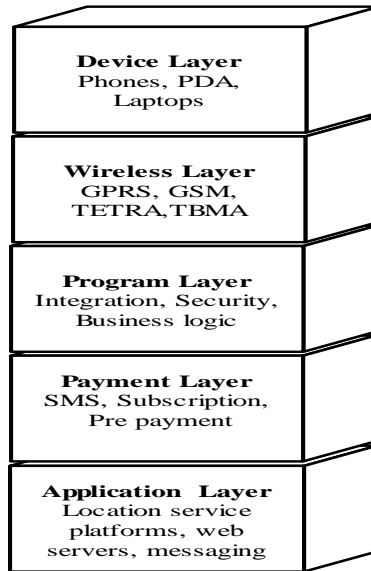 Device Layer
Phones, PDA,
Laptops
Wireless Layer
GPRS, GSM,
TETRA,TBMA
Program Layer
Integration, Security,
Business logic
Payment Layer
SMS, Subscription,
Pre payment
Application Layer
Location service
platforms, web
servers, messaging